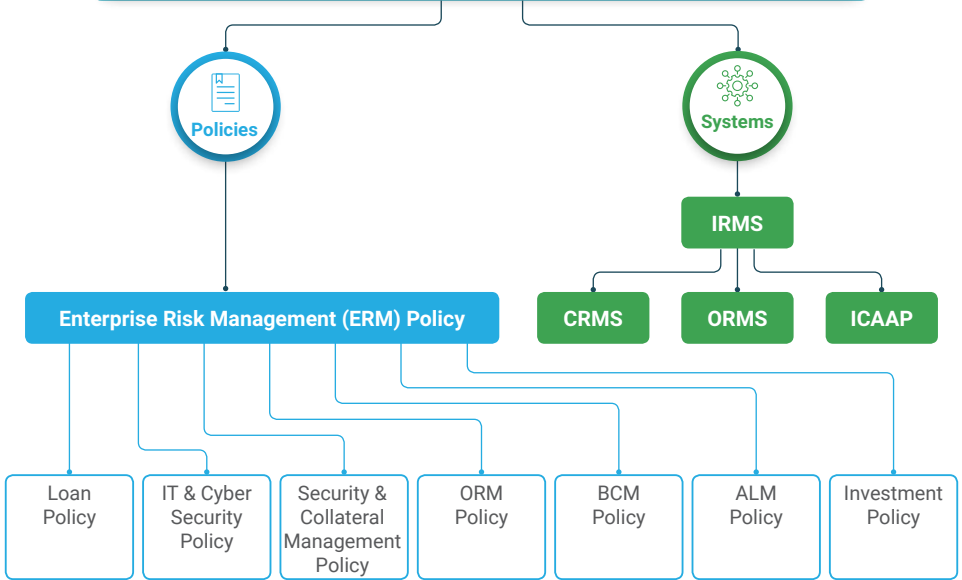 Policies
Systems
IRMS
Enterprise Risk Management (ERM) Policy
CRMS
ORMS
ICAAP
Loan
Policy
IT & Cyber
Security
Policy
Security &
Collateral
Management
Policy
ORM
Policy
BCM
Policy
ALM
Policy
Investment
Policy